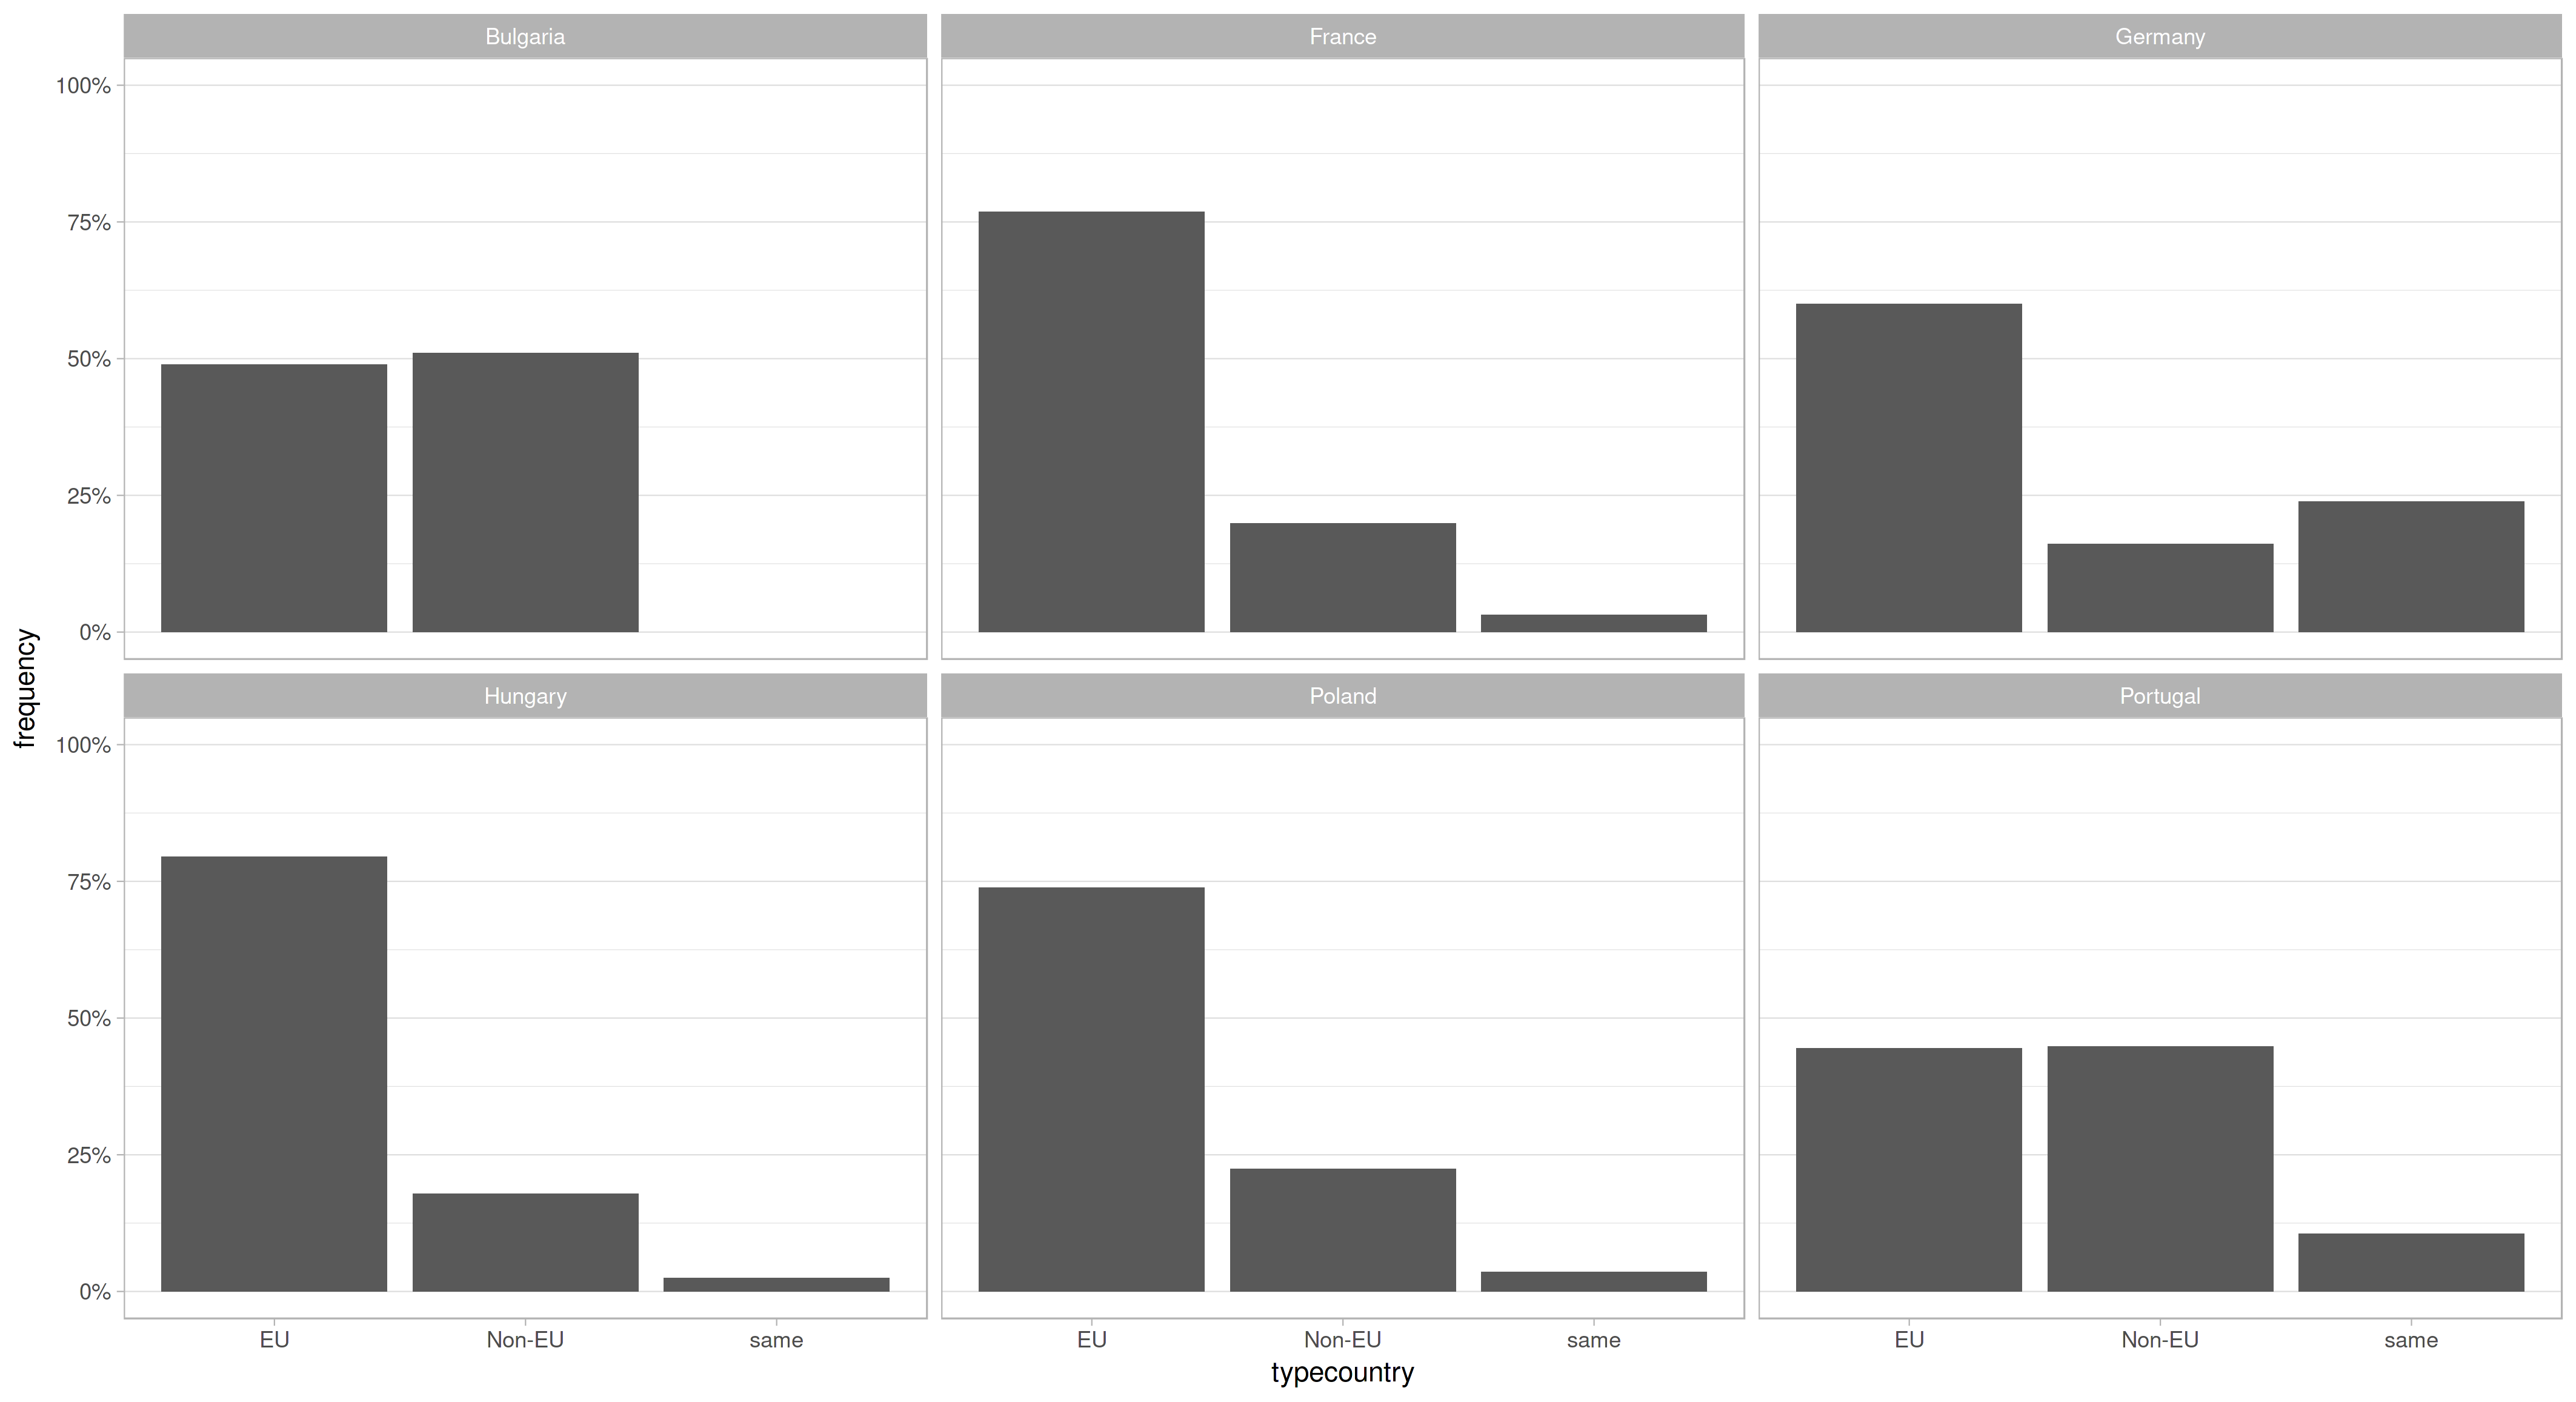 Bulgaria
France
Germany
100%
75%
50%
25%
0%
Hungary
Poland
Portugal
100%
75%
50%
25%
0%
EU Non-EU same
EU Non-EU same
EU Non-EU same
typecountry
frequency